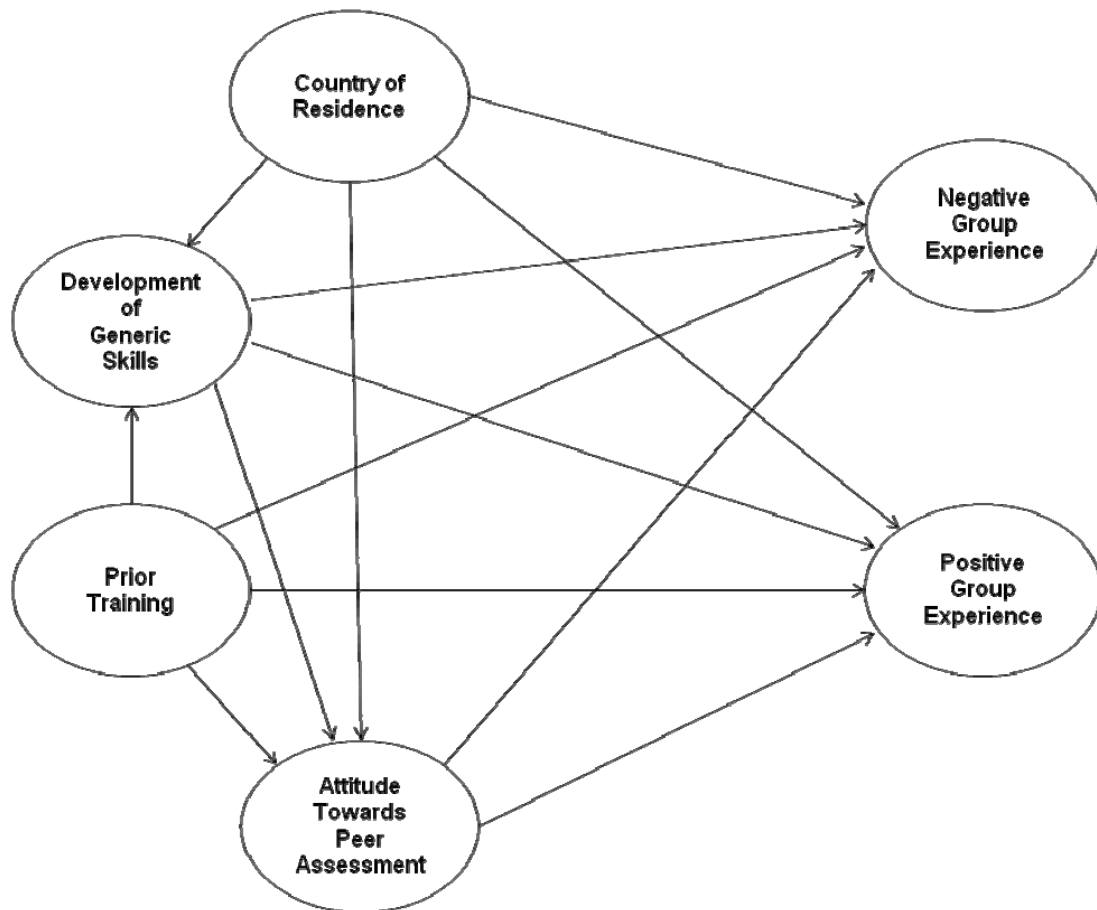 Country of
Residence
Negative
Group
Experience
Development
of
Generic
Skills
Prior
Training
Positive
Group
Experience
Attitude
Towards
Peer
Assessment